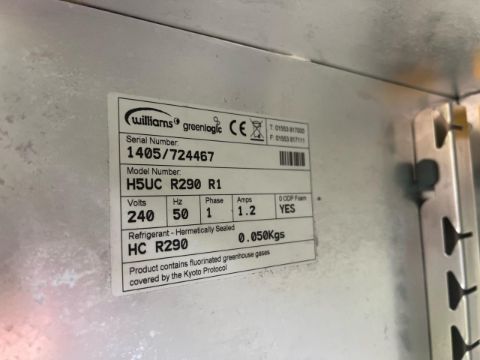 williams greenlogic CE T: 01553 817000
F: 01553 817111
Serial Number:
1405/724467
Model Number:
H5UC R290 R1
Volts Hz Phase Amps 0 ODP Foam
240 50 1 1.2 YES
Refrigerant - Hermetically Sealed
HC R290 0.050Kgs
Product contains fluorinated greenhouse gases
covered by the Kyoto Protocol